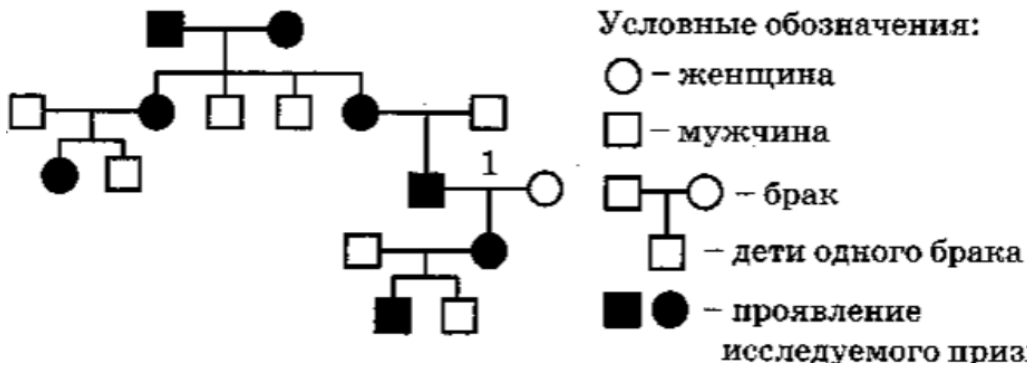 Условные обозначения:
– женщина
– мужчина
1
– брак
– дети одного брака
– проявление
исследуемого